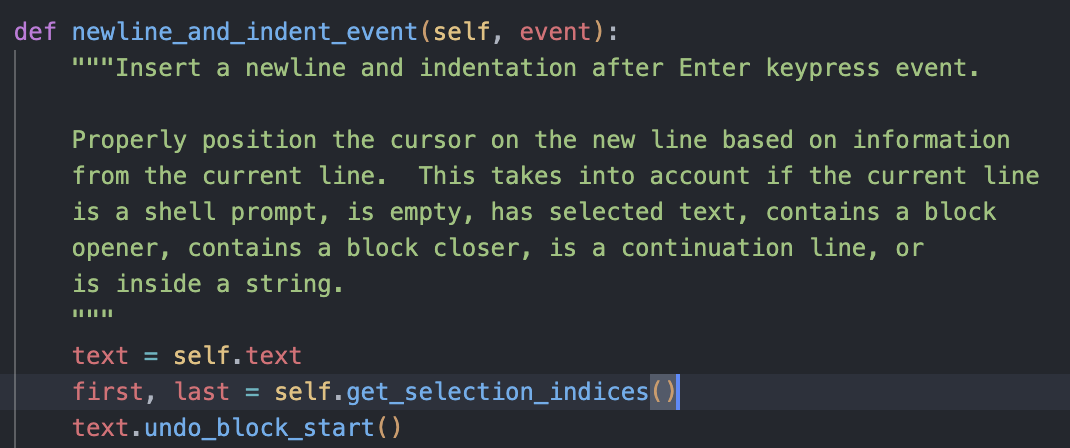 def newline_and_indent_event(self, event):
    """Insert a newline and indentation after Enter keypress event.

    Properly position the cursor on the new line based on information
    from the current line.  This takes into account if the current line
    is a shell prompt, is empty, has selected text, contains a block
    opener, contains a block closer, is a continuation line, or
    is inside a string.
    """
    text = self.text
    first, last = self.get_selection_indices()
    text.undo_block_start()